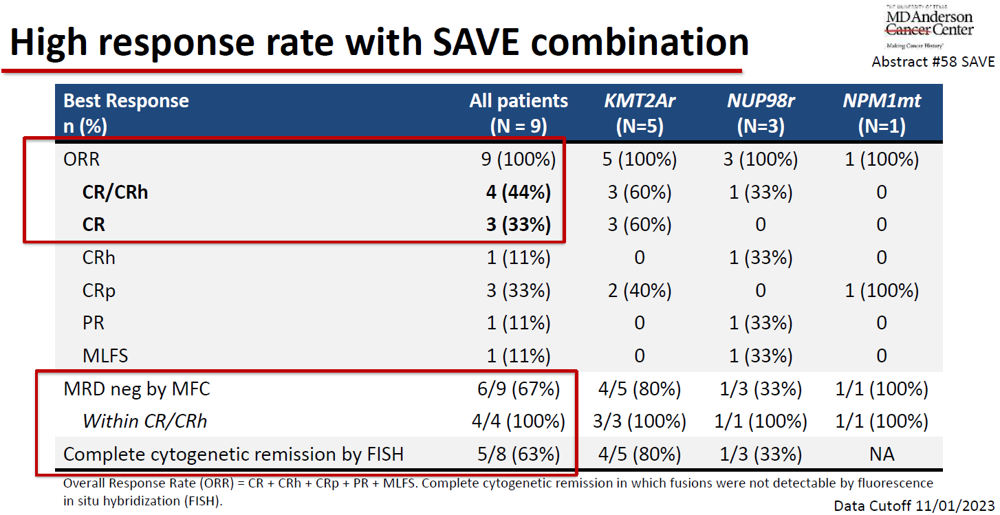 THE UNIVERSITY OF TEXAS
MD Anderson
Cancer Center
Making Cancer History®
High response rate with SAVE combination
Abstract #58 SAVE
Best Response All patients KMT2Ar NUP98r NPM1mt
n (%) (N = 9) (N=5) (N=3) (N=1)
ORR 9 (100%) 5 (100%) 3 (100%) 1 (100%)
CR/CRh 4 (44%) 3 (60%) 1 (33%) 0
CR 3 (33%) 3 (60%) 0 0
CRh 1 (11%) 0 1 (33%) 0
CRp 3 (33%) 2 (40%) 0 1 (100%)
PR 1 (11%) 0 1 (33%) 0
MLFS 1 (11%) 0 1 (33%) 0
MRD neg by MFC 6/9 (67%) 4/5 (80%) 1/3 (33%) 1/1 (100%)
Within CR/CRh 4/4 (100%) 3/3 (100%) 1/1 (100%) 1/1 (100%)
Complete cytogenetic remission by FISH 5/8 (63%) 4/5 (80%) 1/3 (33%) NA
Overall Response Rate (ORR) = CR + CRh + CRp + PR + MLFS. Complete cytogenetic remission in which fusions were not detectable by fluorescence
in situ hybridization (FISH).
Data Cutoff 11/01/2023